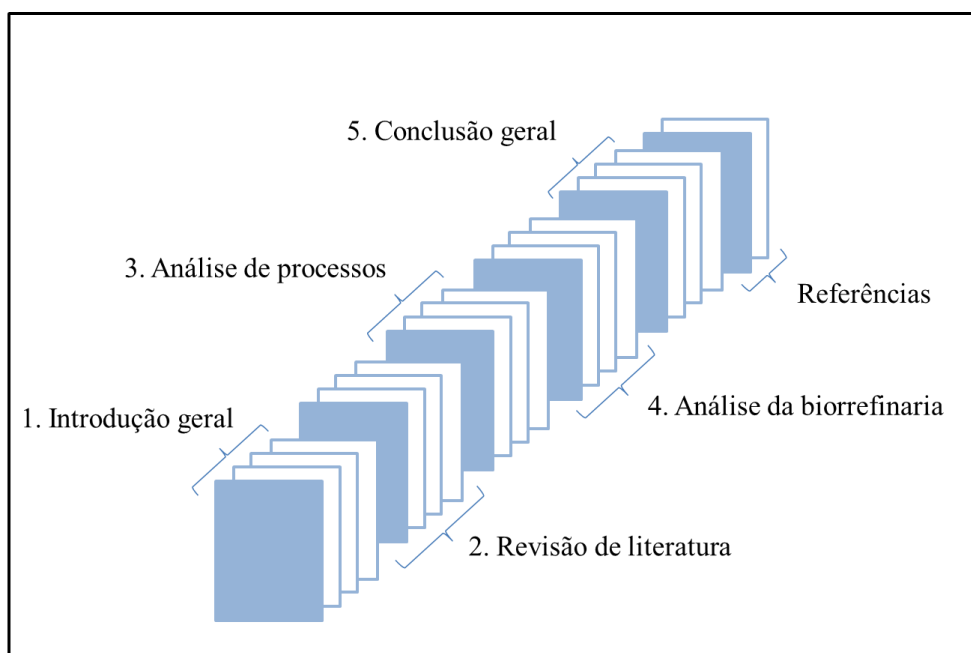 5. Conclusão geral
3. Análise de processos
Referências
1. Introdução geral
4. Análise da biorrefinaria
2. Revisão de literatura